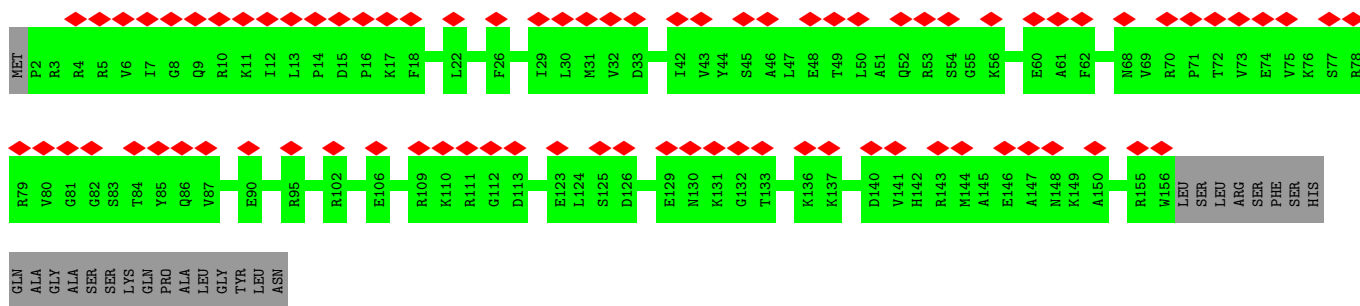 MET P2 R3 R4 R5 V6 I7 G8 Q9 R10 K11 I12 L13 P14 D15 P16 K17 F18 L22 F26 I29 L30 M31 V32 D33 I42 V43 Y44 S45 A46 L47 E48 T49 L50 A51 Q52 R53 S54 G55 K56 E60 A61 F62 N68 V69 R70 P71 T72 V73 E74 V75 K76 S77 R78
R79 V80 G81 G82 S83 T84 Y85 Q86 V87 E90 R95 R102 E106 R109 K110 R111 G112 D113 E123 L124 S125 D126 E129 N130 K131 G132 T133 K136 K137 D140 V141 H142 R143 M144 A145 E146 A147 N148 K149 A150 R155 W156 LEU SER LEU ARG SER PHE SER HIS
GLN ALA GLY ALA SER SER LYS GLN PRO ALA LEU GLY TYR LEU ASN